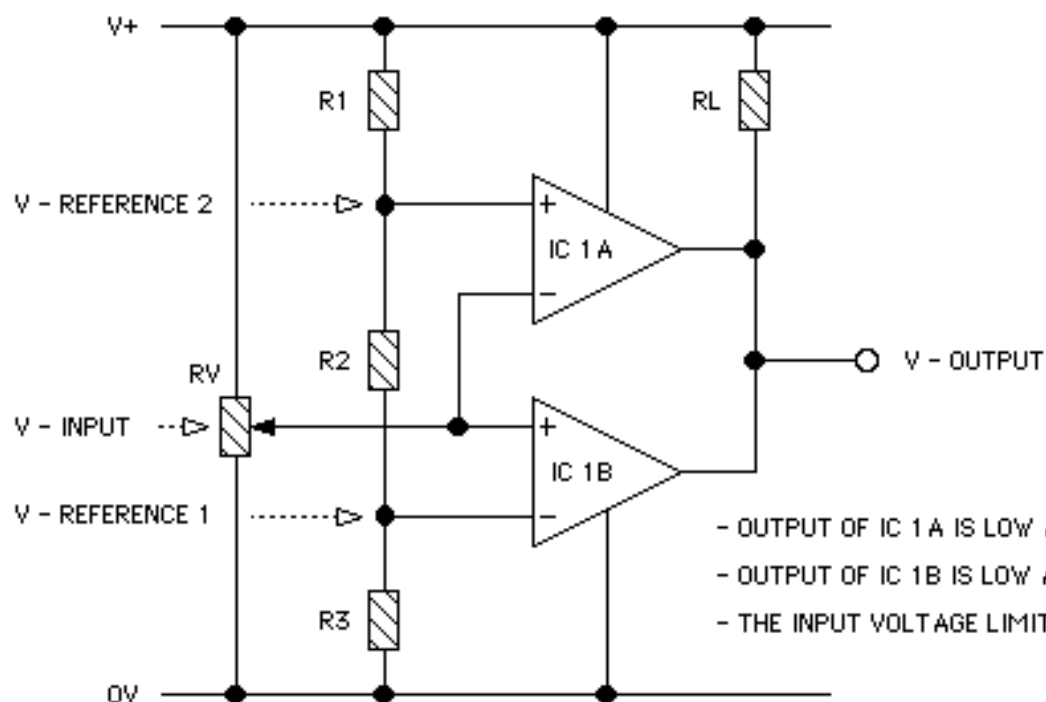 V+
R1
RL
V - REFERENCE 2
+
IC 1A
−
R2
RV
V - OUTPUT
V - INPUT
+
IC 1B
V - REFERENCE 1
−
- OUTPUT OF IC 1A IS LOW
- OUTPUT OF IC 1B IS LOW
R3
- THE INPUT VOLTAGE LIMIT
0V